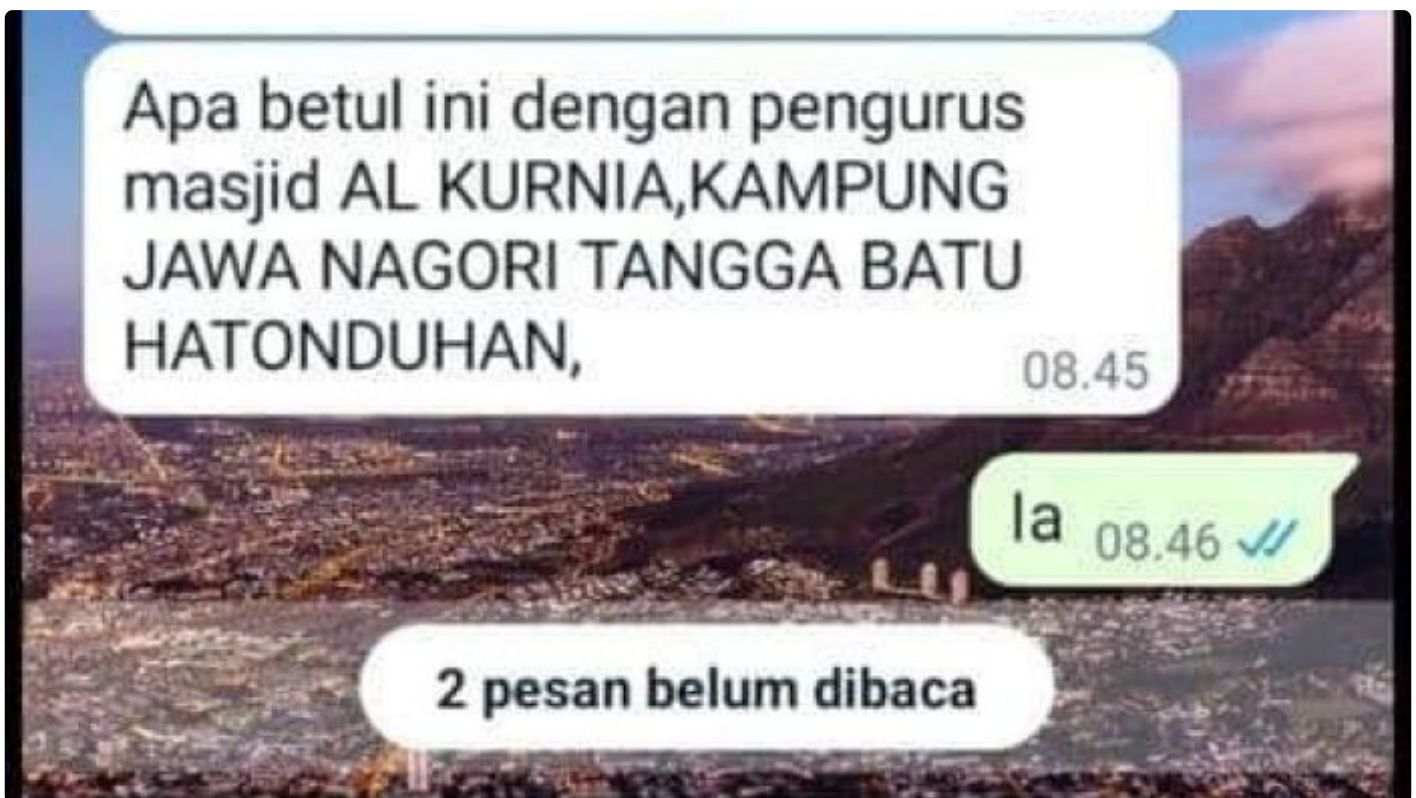 Apa betul ini dengan pengurus
masjid AL KURNIA,KAMPUNG
JAWA NAGORI TANGGA BATU
HATONDUHAN,
08.45
Ia 08.46
2 pesan belum dibaca